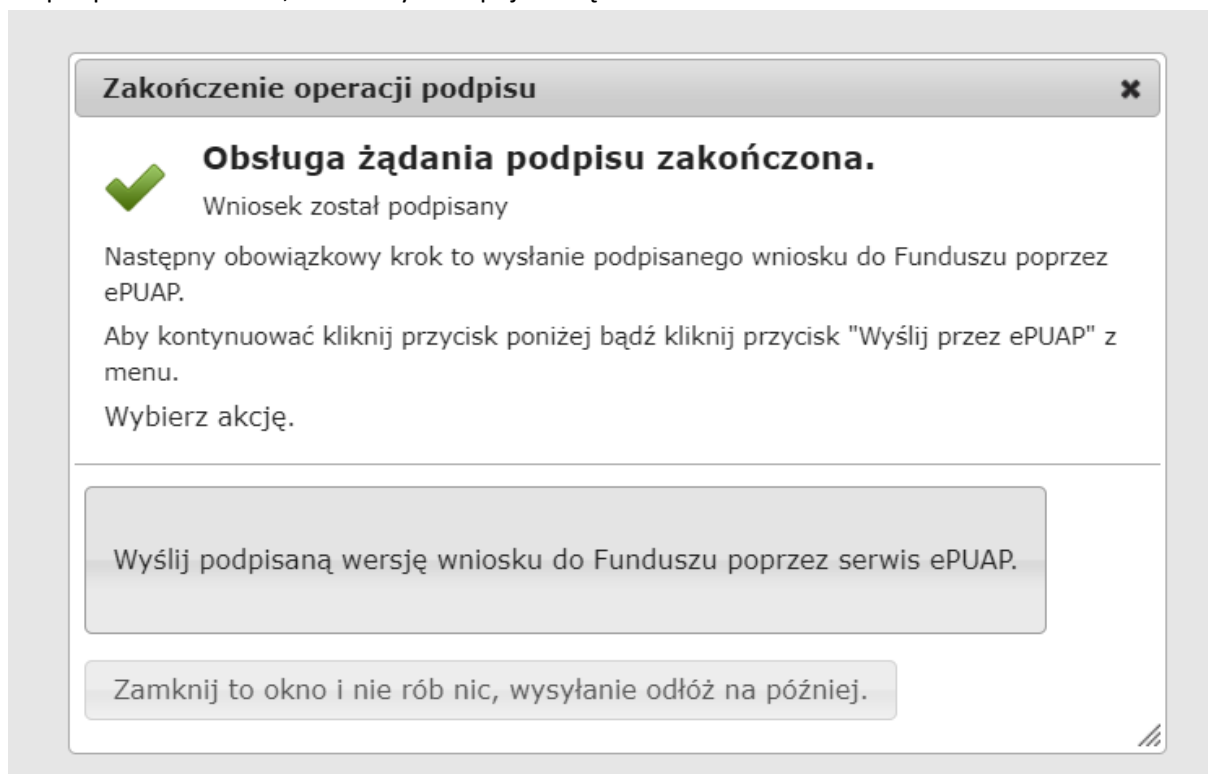 Zakończenie operacji podpisu
Obsługa żądania podpisu zakończona.
Wniosek został podpisany
Następny obowiązkowy krok to wysłanie podpisanego wniosku do Funduszu poprzez
ePUAP.
Aby kontynuować kliknij przycisk poniżej bądź kliknij przycisk "Wyślij przez ePUAP" z
menu.
Wybierz akcję.
Wyślij podpisaną wersję wniosku do Funduszu poprzez serwis ePUAP.
Zamknij to okno i nie rób nic, wysyłanie odłóż na później.